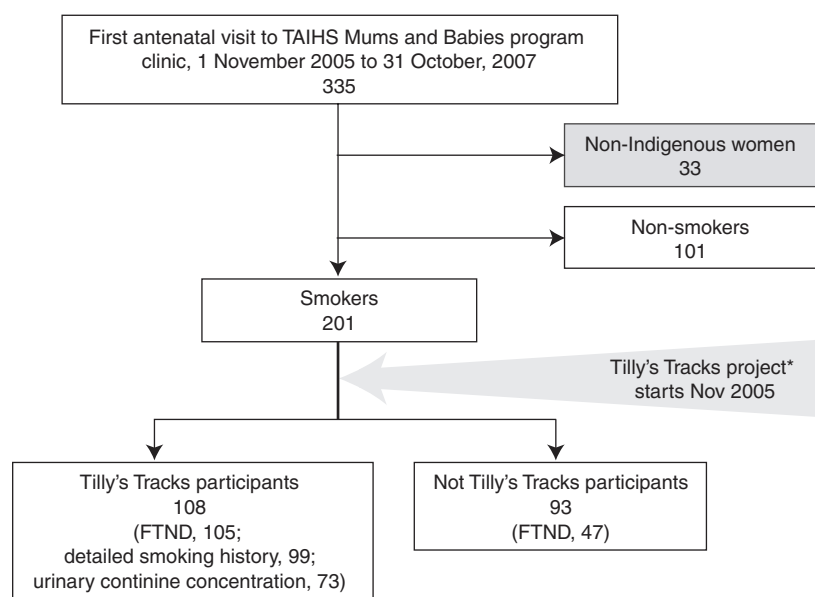 First antenatal visit to TAIHS Mums and Babies program
clinic, 1 November 2005 to 31 October, 2007
335
Non-Indigenous women
33
Non-smokers
101
Smokers
201
Tilly's Tracks project*
starts Nov 2005
Tilly's Tracks participants
108
(FTND, 105;
detailed smoking history, 99;
urinary continine concentration, 73)
Not Tilly's Tracks participants
93
(FTND, 47)